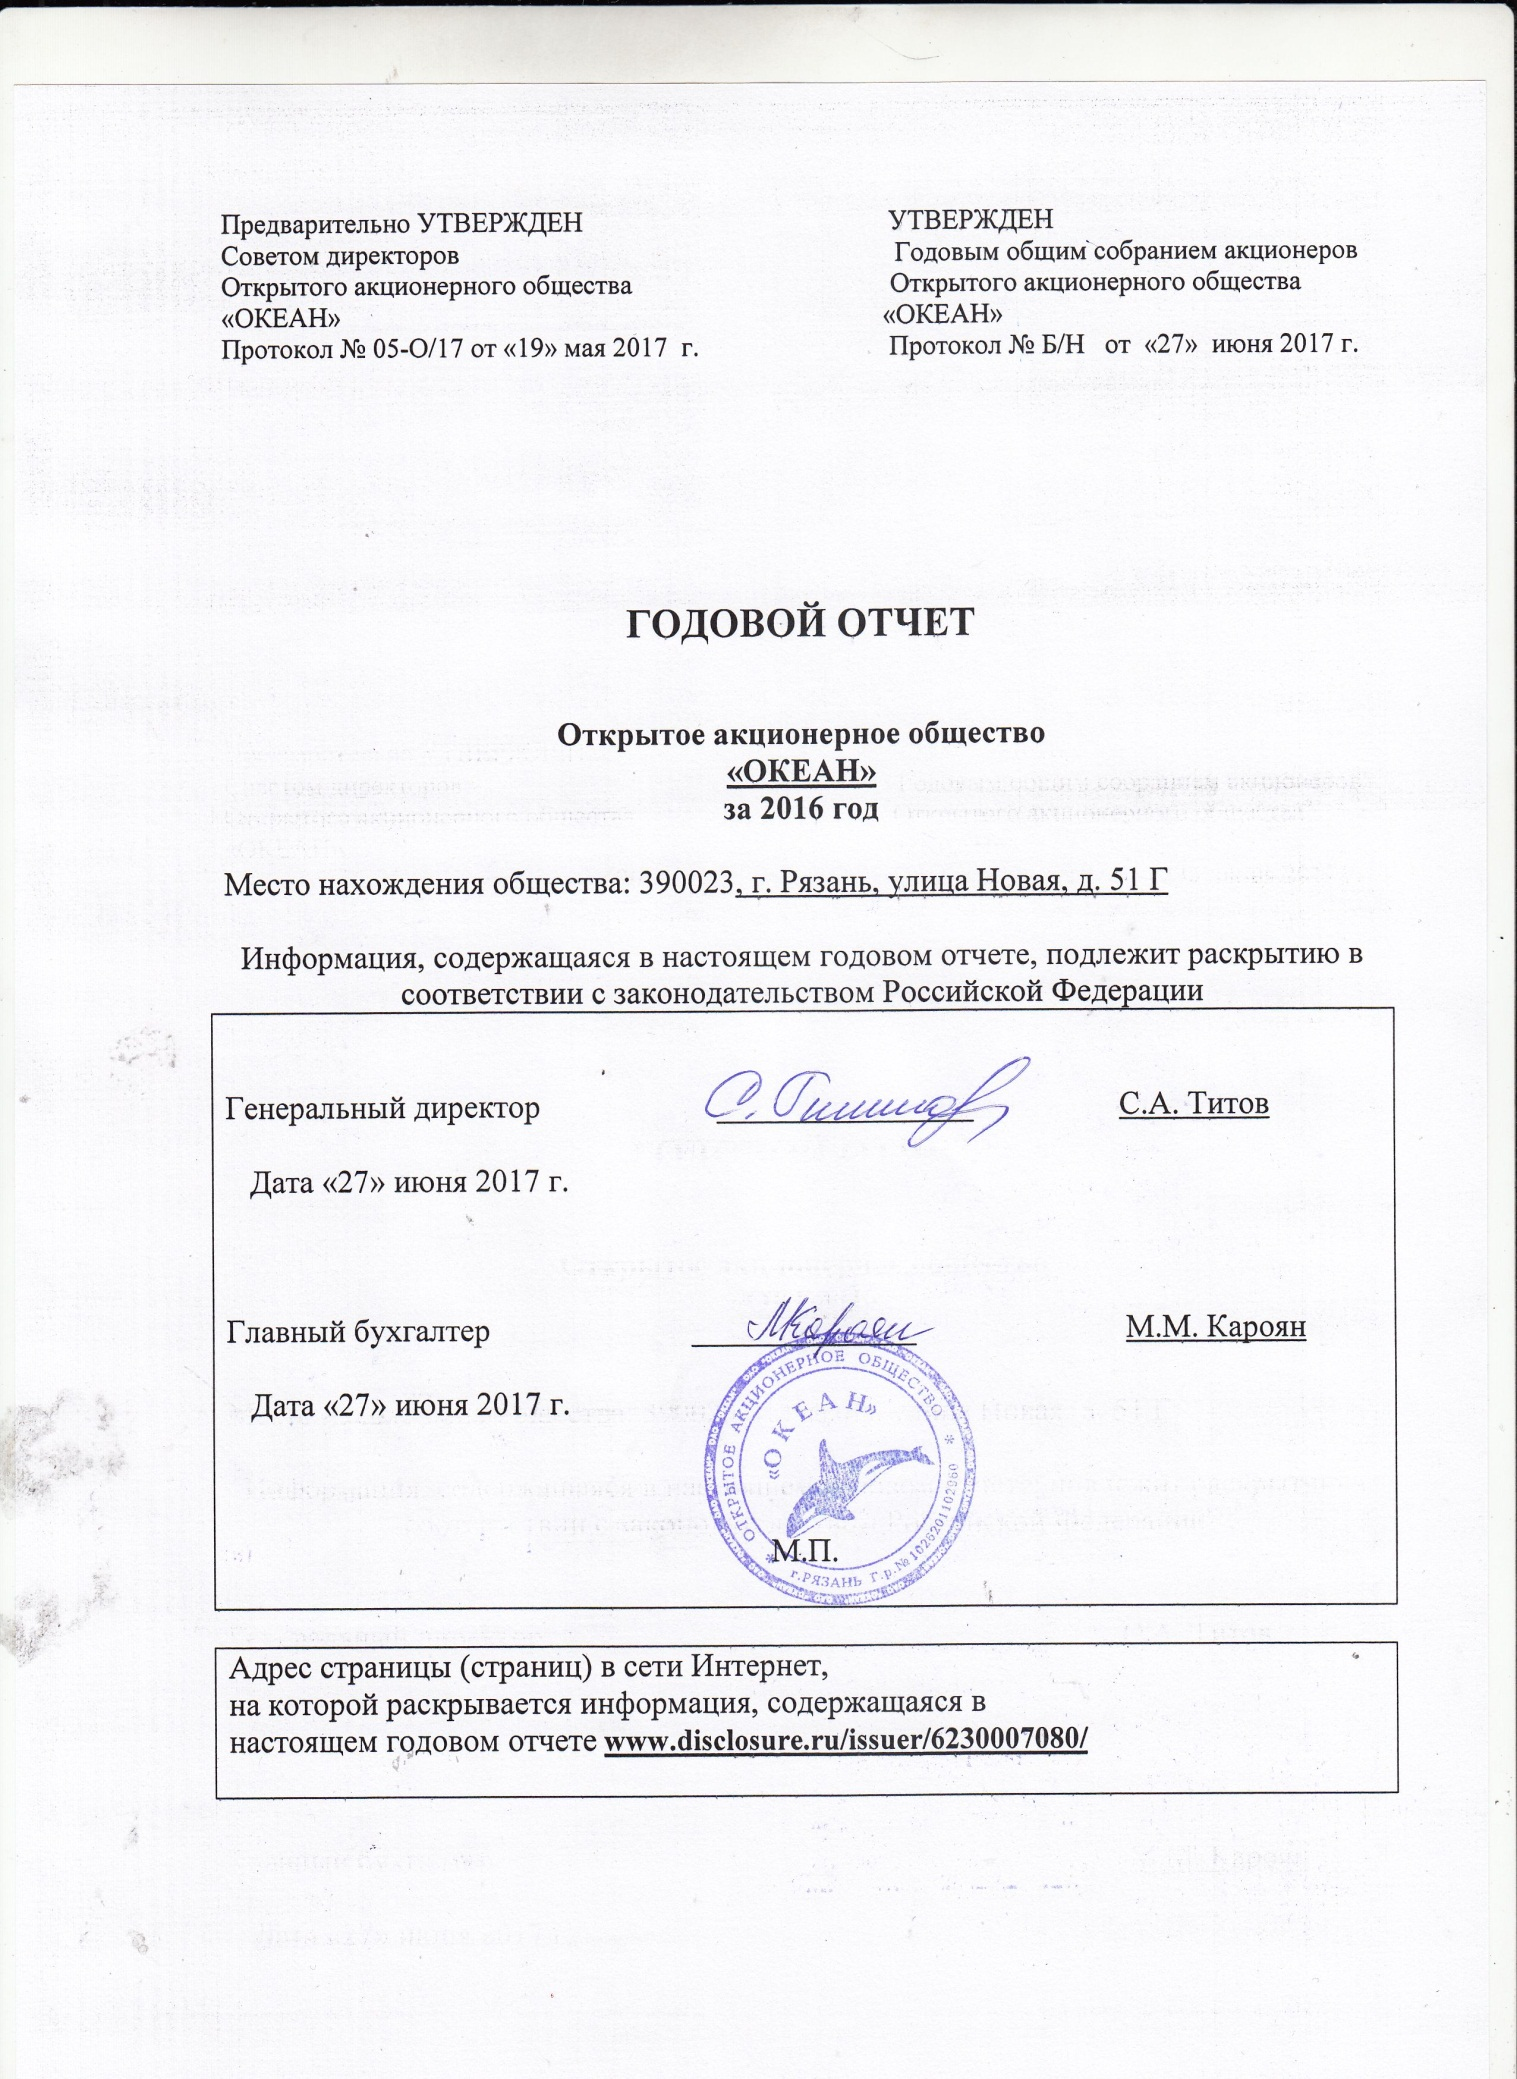 Предварительно УТВЕРЖДЕН
Советом директоров
Открытого акционерного общества
«ОКЕАН»
Протокол № 05-О/17 от «19» мая 2017 г.
УТВЕРЖДЕН
Годовым общим собранием акционеров
Открытого акционерного общества
«ОКЕАН»
Протокол № Б/Н от «27» июня 2017 г.
ГОДОВОЙ ОТЧЕТ
Открытое акционерное общество
«ОКЕАН»
за 2016 год
Место нахождения общества: 390023, г. Рязань, улица Новая, д. 51 Г
Информация, содержащаяся в настоящем годовом отчете, подлежит раскрытию в
соответствии с законодательством Российской Федерации
Генеральный директор С.А. Титов
Дата «27» июня 2017 г.
Главный бухгалтер М.М. Кароян
Дата «27» июня 2017 г.
ОТКРЫТОЕ АКЦИОНЕРНОЕ ОБЩЕСТВО
«ОКЕАН»
М.П.
г.РЯЗАНЬ Г.р.№1026201102860
Адрес страницы (страниц) в сети Интернет,
на которой раскрывается информация, содержащаяся в
настоящем годовом отчете www.disclosure.ru/issuer/6230007080/